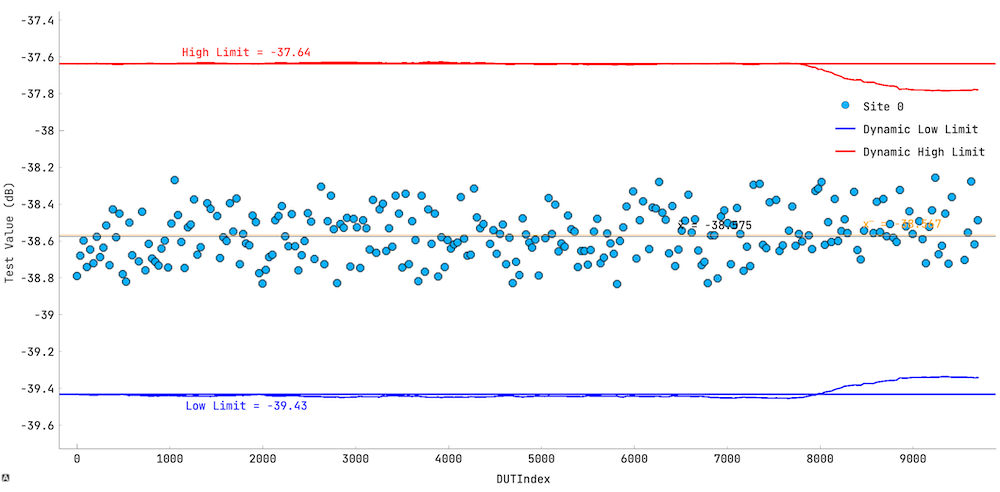 -37.4
-37.6
-37.8
-38
-38.2
-38.4
-38.6
-38.8
-39
-39.2
-39.4
-39.6
Test Value (dB)
High Limit = -37.64
Site 0
Dynamic Low Limit
Dynamic High Limit
= -38.575
= -38.567
Low Limit = -39.43
0 1000 2000 3000 4000 5000 6000 7000 8000 9000
DUTIndex